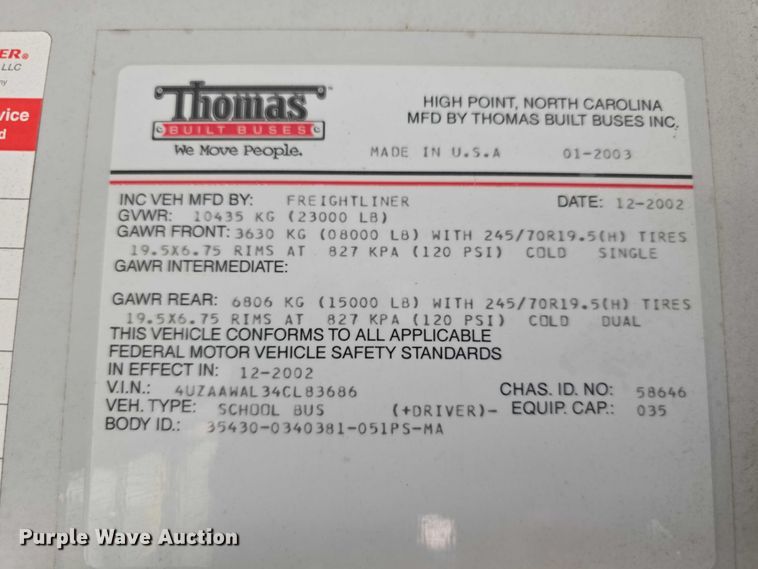 ER®
LLC
ny
vice
d
Thomas™
BUILT BUSES
We Move People.
HIGH POINT, NORTH CAROLINA
MFD BY THOMAS BUILT BUSES INC.
MADE IN U.S.A 01-2003
INC VEH MFD BY: FREIGHTLINER DATE: 12-2002
GVWR: 10435 KG (23000 LB)
GAWR FRONT: 3630 KG (08000 LB) WITH 245/70R19.5(H) TIRES
19.5X6.75 RIMS AT 827 KPA (120 PSI) COLD SINGLE
GAWR INTERMEDIATE:
GAWR REAR: 6806 KG (15000 LB) WITH 245/70R19.5(H) TIRES
19.5X6.75 RIMS AT 827 KPA (120 PSI) COLD DUAL
THIS VEHICLE CONFORMS TO ALL APPLICABLE
FEDERAL MOTOR VEHICLE SAFETY STANDARDS
IN EFFECT IN: 12-2002
V.I.N.: 4UZAAWAL34CL83686 CHAS. ID. NO: 58646
VEH. TYPE: SCHOOL BUS (+DRIVER)- EQUIP. CAP.: 035
BODY ID.: 35430-0340381-051PS-MA
Purple Wave Auction